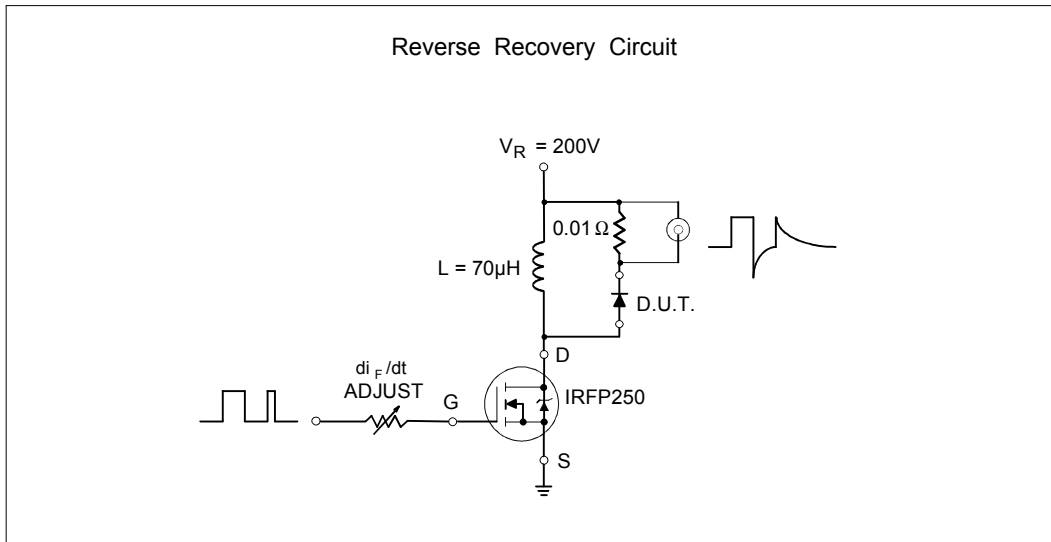 Reverse Recovery Circuit
V_R = 200V
0.01 Ω
L = 70µH
D.U.T.
D
di_F/dt
ADJUST
G
IRFP250
S